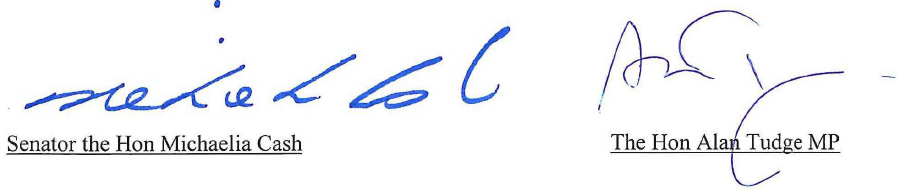 Senator the Hon Michaelia Cash
The Hon Alan Tudge MP